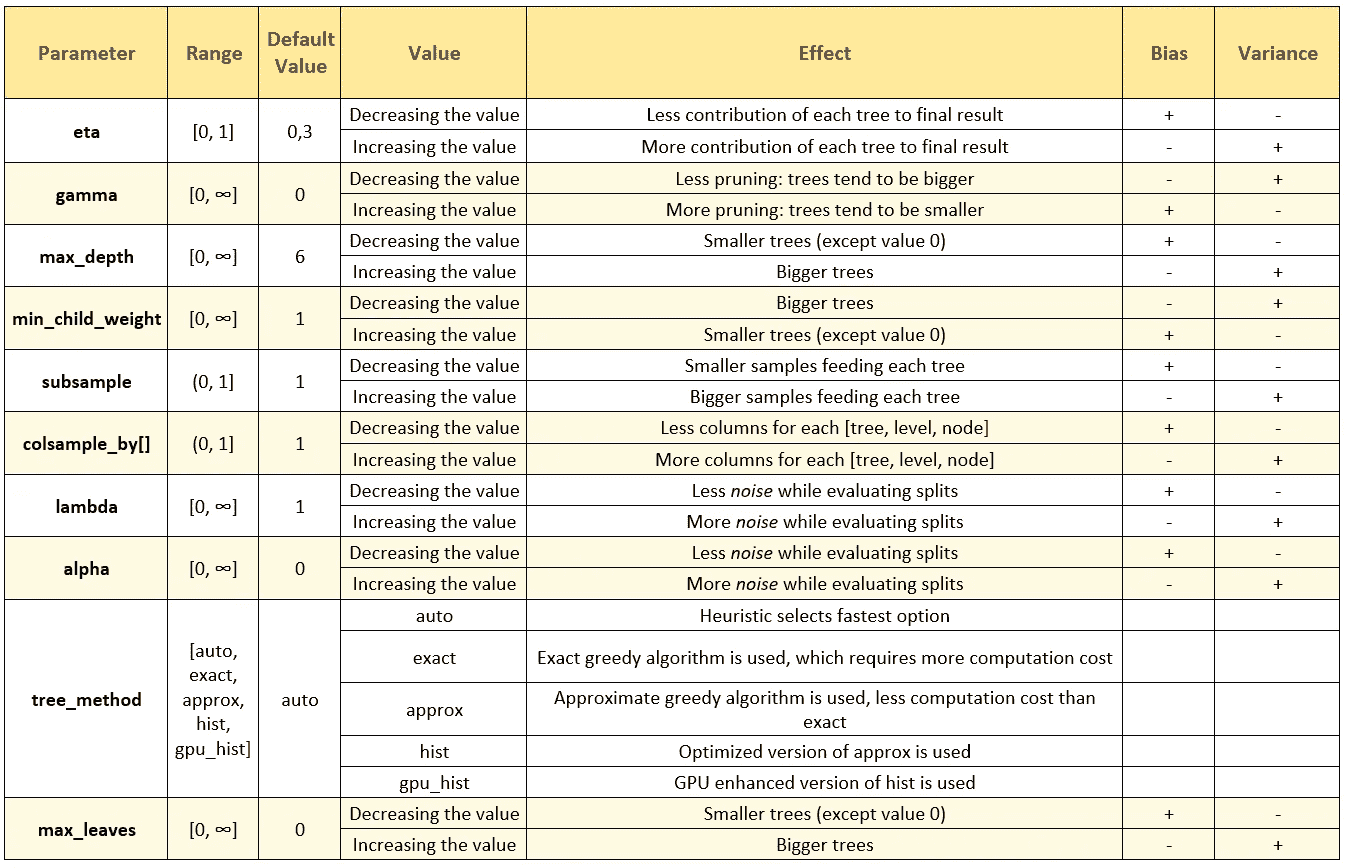 Parameter Range Default Value Value Effect Bias Variance
eta [0, 1] 0,3 Decreasing the value Less contribution of each tree to final result + -
Increasing the value More contribution of each tree to final result - +
gamma [0, ∞] 0 Decreasing the value Less pruning: trees tend to be bigger - +
Increasing the value More pruning: trees tend to be smaller + -
max_depth [0, ∞] 6 Decreasing the value Smaller trees (except value 0) + -
Increasing the value Bigger trees - +
min_child_weight [0, ∞] 1 Decreasing the value Bigger trees - +
Increasing the value Smaller trees (except value 0) + -
subsample (0, 1] 1 Decreasing the value Smaller samples feeding each tree + -
Increasing the value Bigger samples feeding each tree - +
colsample_by[] (0, 1] 1 Decreasing the value Less columns for each [tree, level, node] + -
Increasing the value More columns for each [tree, level, node] - +
lambda [0, ∞] 1 Decreasing the value Less noise while evaluating splits + -
Increasing the value More noise while evaluating splits - +
alpha [0, ∞] 0 Decreasing the value Less noise while evaluating splits + -
Increasing the value More noise while evaluating splits - +
tree_method [auto, exact, approx, hist, gpu_hist] auto auto Heuristic selects fastest option
exact Exact greedy algorithm is used, which requires more computation cost
approx Approximate greedy algorithm is used, less computation cost than exact
hist Optimized version of approx is used
gpu_hist GPU enhanced version of hist is used
max_leaves [0, ∞] 0 Decreasing the value Smaller trees (except value 0) + -
Increasing the value Bigger trees - +